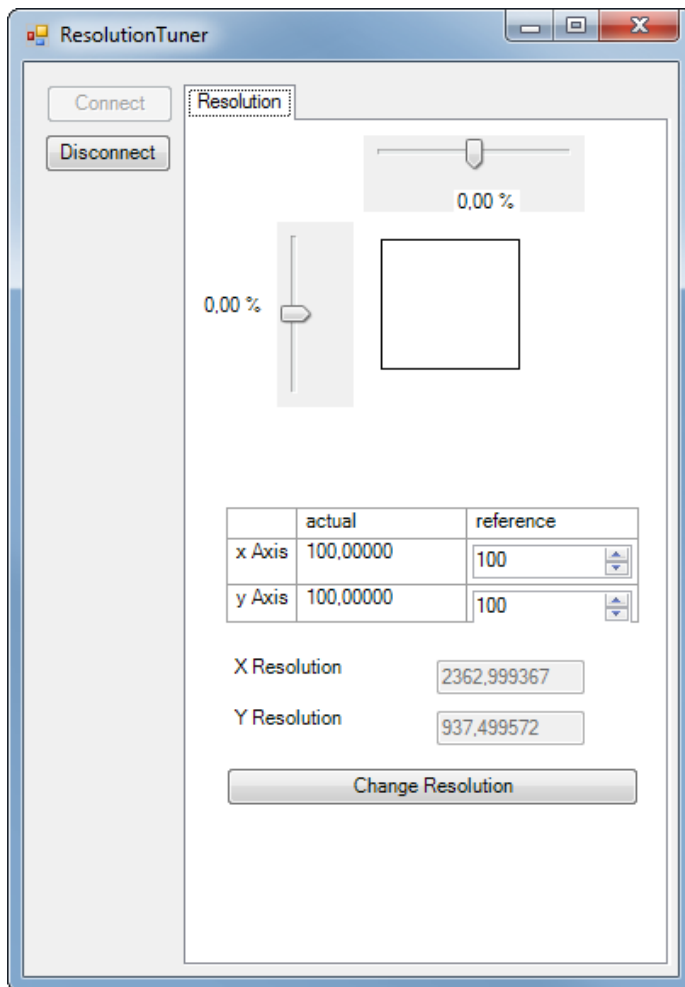 ResolutionTuner
Connect
Resolution
Disconnect
0,00 %
0,00 %
actual reference
x Axis 100,00000 100
y Axis 100,00000 100
X Resolution 2362,999367
Y Resolution 937,499572
Change Resolution